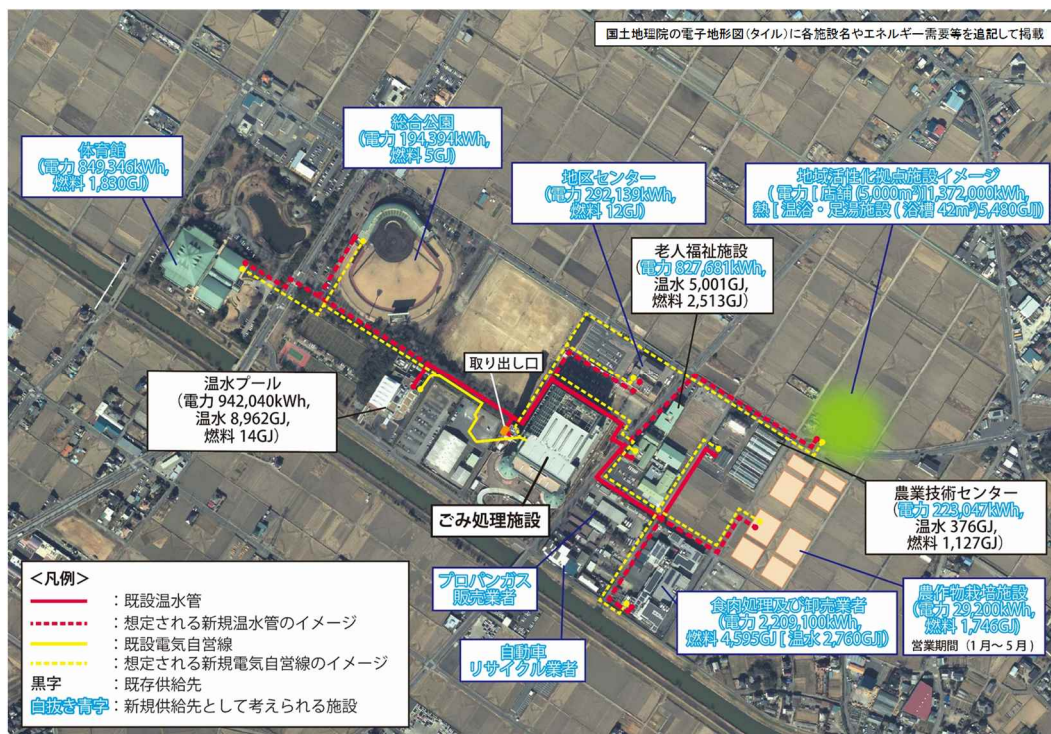 国土地理院の電子地形図(タイル)に各施設名やエネルギー需要等を追記して掲載
体育館
(電力 849,346kWh,
燃料 1,830GJ)
総合公園
(電力 194,394kWh,
燃料 5GJ)
地区センター
(電力 292,139kWh,
燃料 12GJ)
地域活性化拠点施設イメージ
( 電力 [ 店舗 (5,000m²)]1,372,000kWh,
熱 [ 温浴・足湯施設 ( 浴槽 42m²)5,480GJ])
老人福祉施設
(電力 827,681kWh,
温水 5,001GJ,
燃料 2,513GJ)
取り出し口
温水プール
(電力 942,040kWh,
温水 8,962GJ,
燃料 14GJ)
ごみ処理施設
農業技術センター
(電力 223,047kWh,
温水 376GJ,
燃料 1,127GJ)
プロパンガス
販売業者
自動車
リサイクル業者
食肉処理及び卸売業者
(電力 2,209,100kWh,
燃料 4,595GJ [ 温水 2,760GJ])
農作物栽培施設
(電力 29,200kWh,
燃料 1,746GJ)
営業期間（1月～5月）
＜凡例＞
：既設温水管
：想定される新規温水管のイメージ
：既設電気自営線
：想定される新規電気自営線のイメージ
黒字 ：既存供給先
白抜き青字 ：新規供給先として考えられる施設